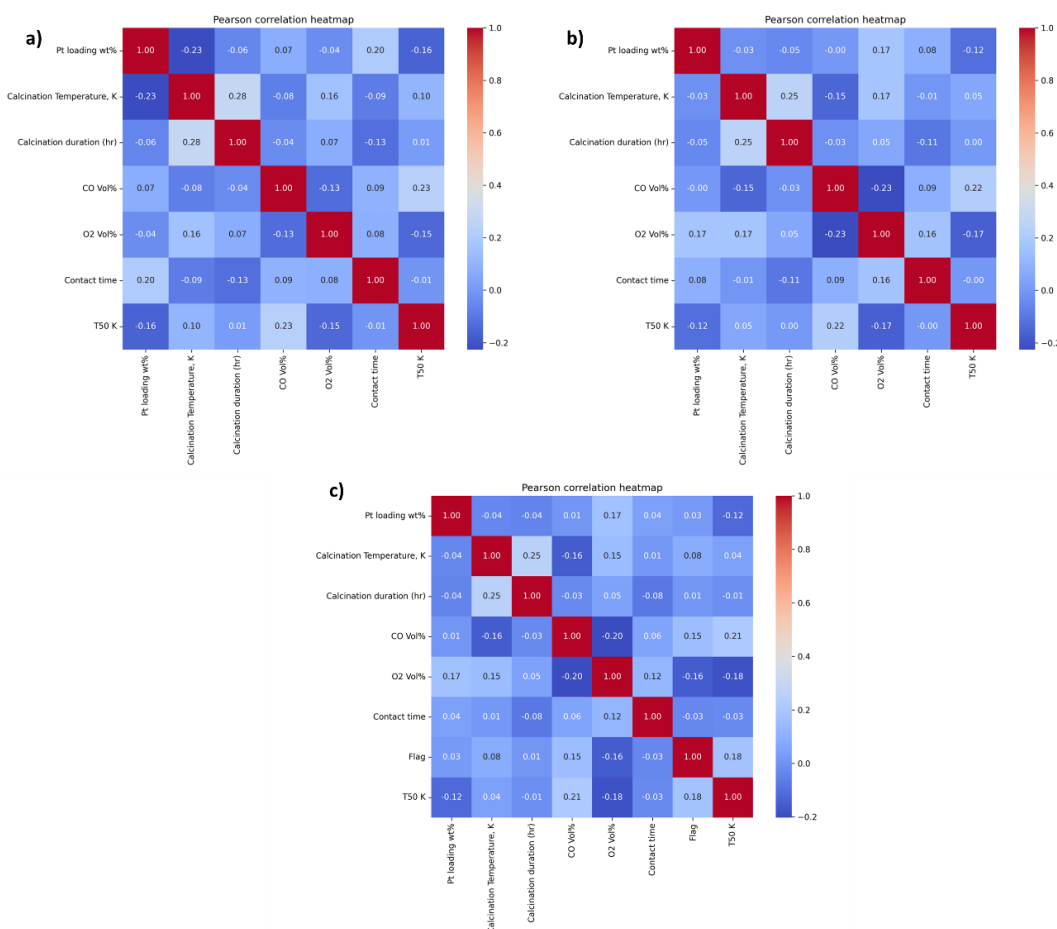 a)
Pearson correlation heatmap
Pt loading wt% 1.00 -0.23 -0.06 0.07 -0.04 0.20 -0.16
Calcination Temperature, K -0.23 1.00 0.28 -0.08 0.16 -0.09 0.10
Calcination duration (hr) -0.06 0.28 1.00 -0.04 0.07 -0.13 0.01
CO Vol% 0.07 -0.08 -0.04 1.00 -0.13 0.09 0.23
O2 Vol% -0.04 0.16 0.07 -0.13 1.00 0.08 -0.15
Contact time 0.20 -0.09 -0.13 0.09 0.08 1.00 -0.01
T50 K -0.16 0.10 0.01 0.23 -0.15 -0.01 1.00
Pt loading wt%
Calcination Temperature, K
Calcination duration (hr)
CO Vol%
O2 Vol%
Contact time
T50 K
1.0
0.8
0.6
0.4
0.2
0.0
−0.2
b)
Pearson correlation heatmap
Pt loading wt% 1.00 -0.03 -0.05 -0.00 0.17 0.08 -0.12
Calcination Temperature, K -0.03 1.00 0.25 -0.15 0.17 -0.01 0.05
Calcination duration (hr) -0.05 0.25 1.00 -0.03 0.05 -0.11 0.00
CO Vol% -0.00 -0.15 -0.03 1.00 -0.23 0.09 0.22
O2 Vol% 0.17 0.17 0.05 -0.23 1.00 0.16 -0.17
Contact time 0.08 -0.01 -0.11 0.09 0.16 1.00 -0.00
T50 K -0.12 0.05 0.00 0.22 -0.17 -0.00 1.00
Pt loading wt%
Calcination Temperature, K
Calcination duration (hr)
CO Vol%
O2 Vol%
Contact time
T50 K
1.0
0.8
0.6
0.4
0.2
0.0
−0.2
c)
Pearson correlation heatmap
Pt loading wt% 1.00 -0.04 -0.04 0.01 0.17 0.04 0.03 -0.12
Calcination Temperature, K -0.04 1.00 0.25 -0.16 0.15 0.01 0.08 0.04
Calcination duration (hr) -0.04 0.25 1.00 -0.03 0.05 -0.08 0.01 -0.01
CO Vol% 0.01 -0.16 -0.03 1.00 -0.20 0.06 0.15 0.21
O2 Vol% 0.17 0.15 0.05 -0.20 1.00 0.12 -0.16 -0.18
Contact time 0.04 0.01 -0.08 0.06 0.12 1.00 -0.03 -0.03
Flag 0.03 0.08 0.01 0.15 -0.16 -0.03 1.00 0.18
T50 K -0.12 0.04 -0.01 0.21 -0.18 -0.03 0.18 1.00
Pt loading wt%
Calcination Temperature, K
Calcination duration (hr)
CO Vol%
O2 Vol%
Contact time
Flag
T50 K
1.0
0.8
0.6
0.4
0.2
0.0
−0.2